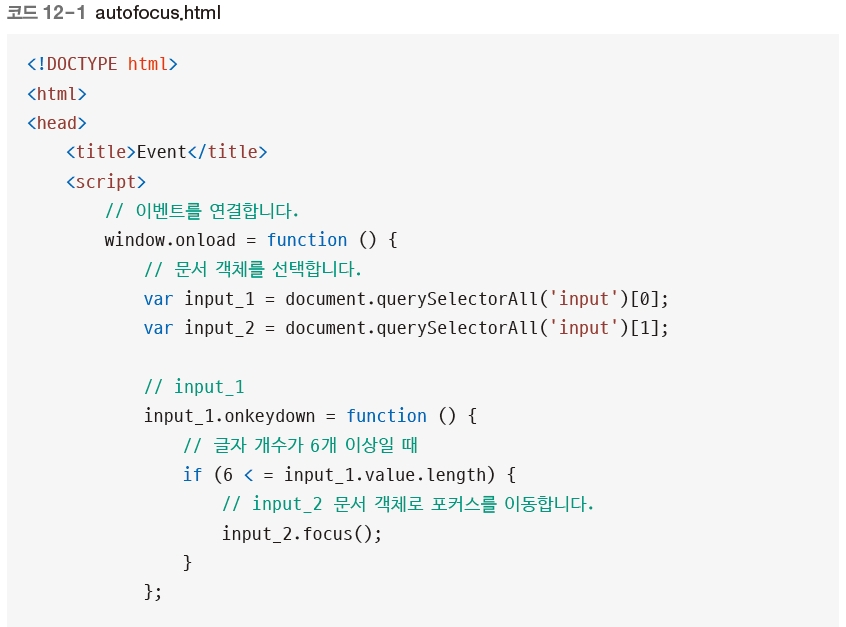 코드 12-1 autofocus.html
<!DOCTYPE html>
<html>
<head>
    <title>Event</title>
    <script>
        // 이벤트를 연결합니다.
        window.onload = function () {
            // 문서 객체를 선택합니다.
            var input_1 = document.querySelectorAll('input')[0];
            var input_2 = document.querySelectorAll('input')[1];

            // input_1
            input_1.onkeydown = function () {
                // 글자 개수가 6개 이상일 때
                if (6 < = input_1.value.length) {
                    // input_2 문서 객체로 포커스를 이동합니다.
                    input_2.focus();
                }
            };